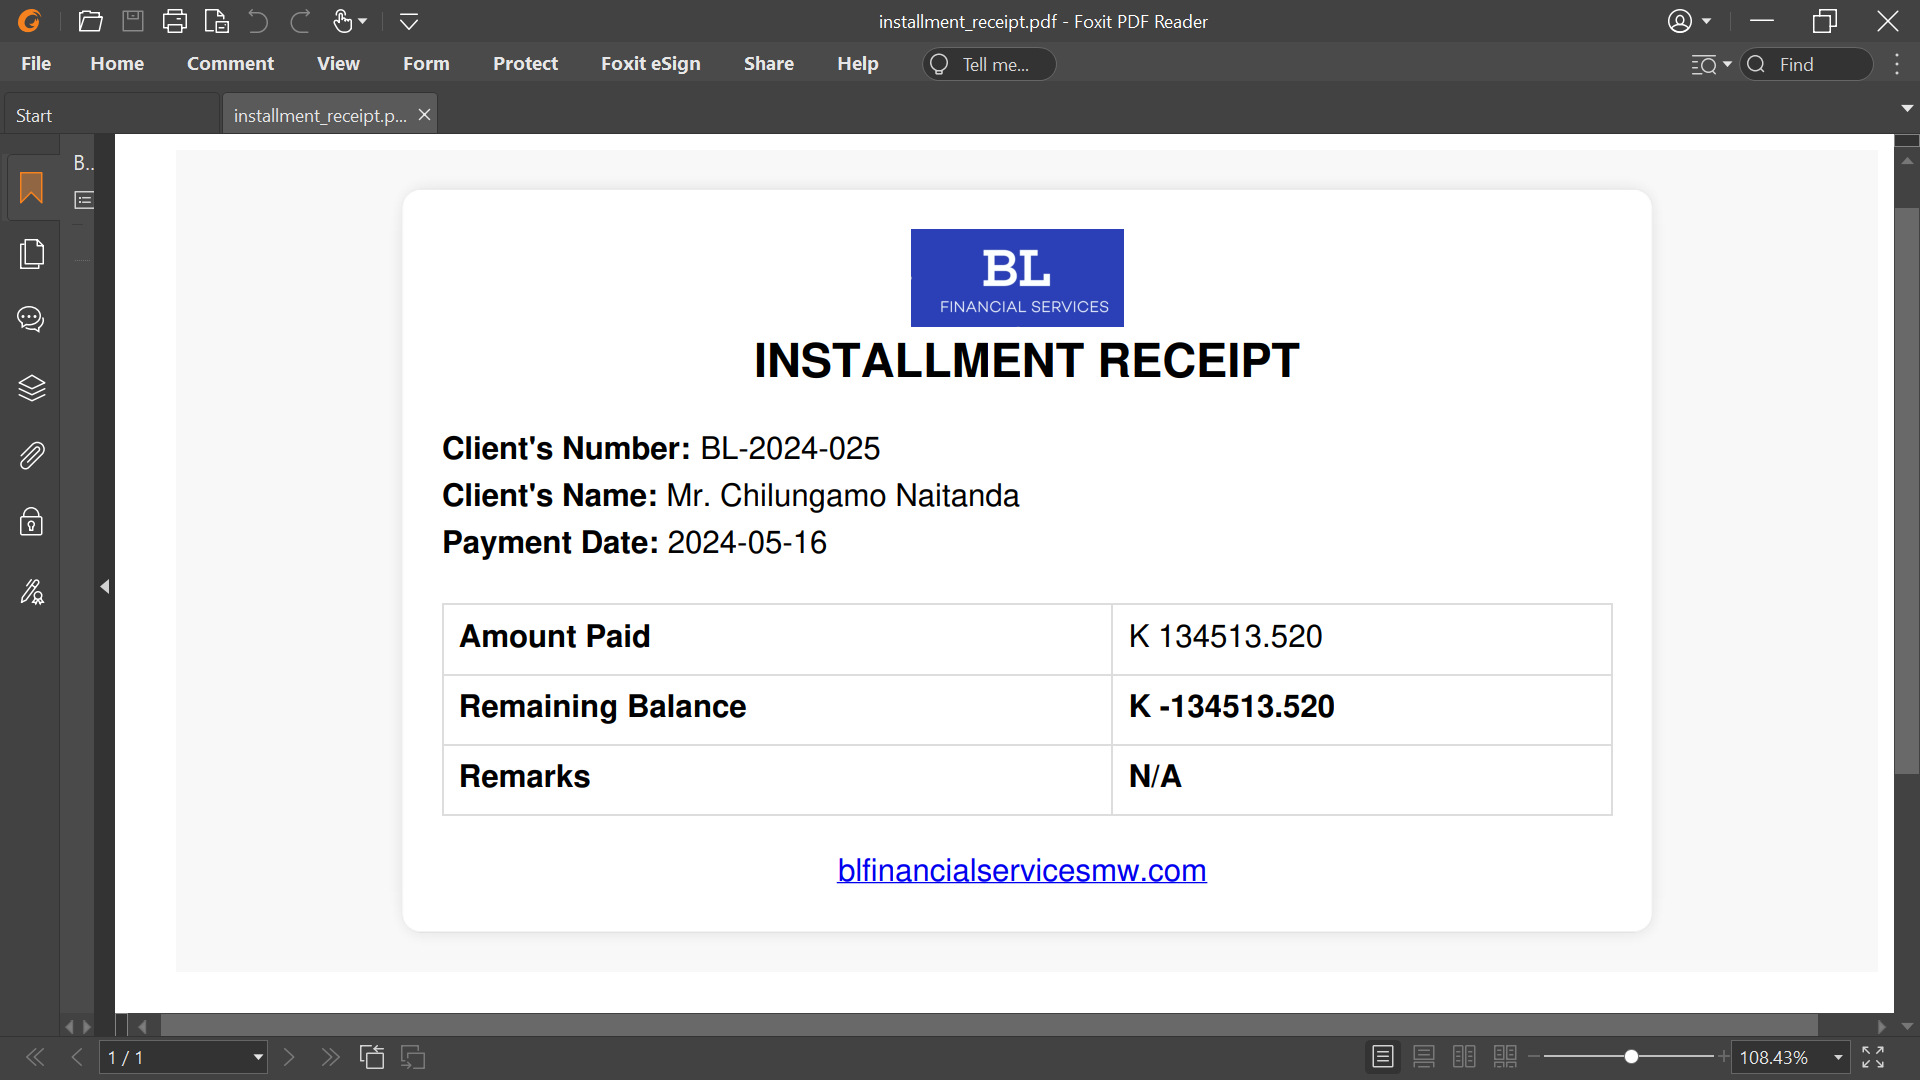 installment_receipt.pdf - Foxit PDF Reader
File Home Comment View Form Protect Foxit eSign Share Help Tell me... Find
Start installment_receipt.p...
B..
BL
FINANCIAL SERVICES
INSTALLMENT RECEIPT
Client's Number: BL-2024-025
Client's Name: Mr. Chilungamo Naitanda
Payment Date: 2024-05-16
Amount Paid K 134513.520
Remaining Balance K -134513.520
Remarks N/A
blfinancialservicesmw.com
1 / 1 108.43%